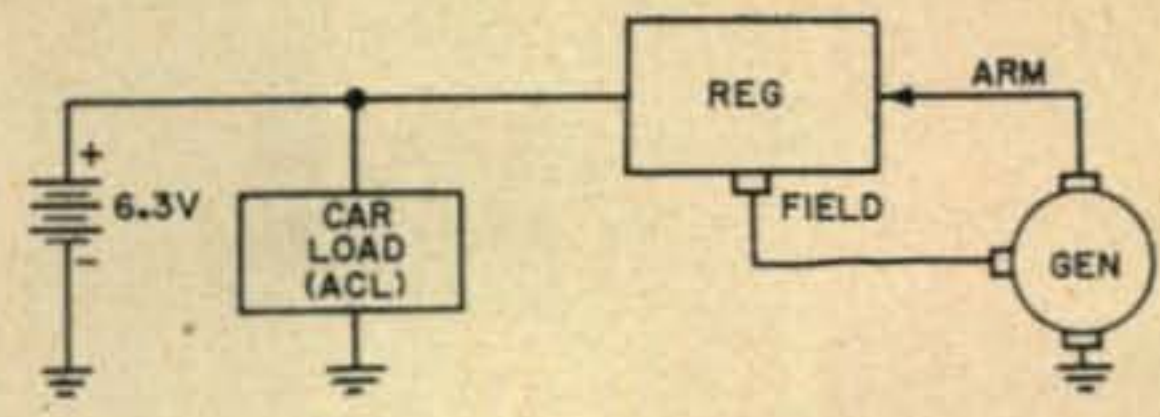 REG
ARM
+
6.3V
-
CAR
LOAD
(ACL)
FIELD
GEN